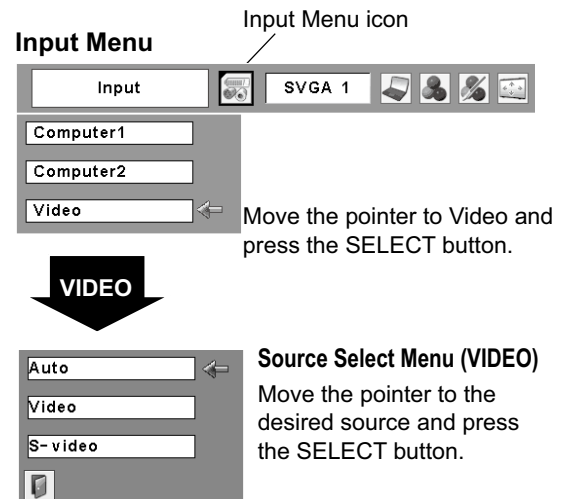 Input Menu icon
Input Menu
Input
SVGA 1
Computer1
Computer2
Video
Move the pointer to Video and
press the SELECT button.
VIDEO
Auto
Video
S-video
Source Select Menu (VIDEO)
Move the pointer to the
desired source and press
the SELECT button.